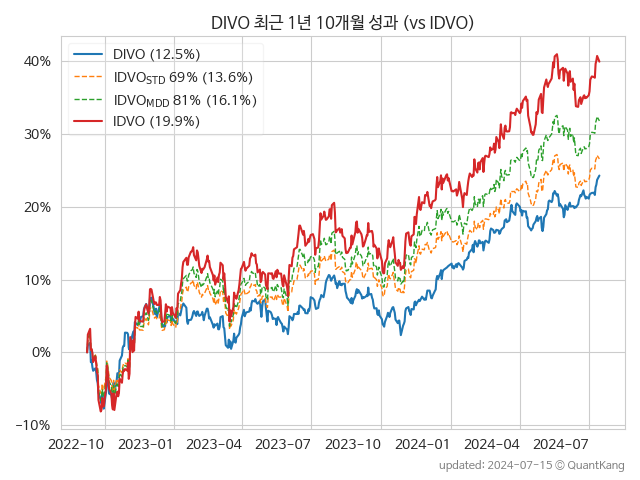 DIVO 최근 1년 10개월 성과 (vs IDVO)
DIVO (12.5%)
IDVO_STD 69% (13.6%)
IDVO_MDD 81% (16.1%)
IDVO (19.9%)
40%
30%
20%
10%
0%
−10%
2022-10 2023-01 2023-04 2023-07 2023-10 2024-01 2024-04 2024-07
updated: 2024-07-15 © QuantKang